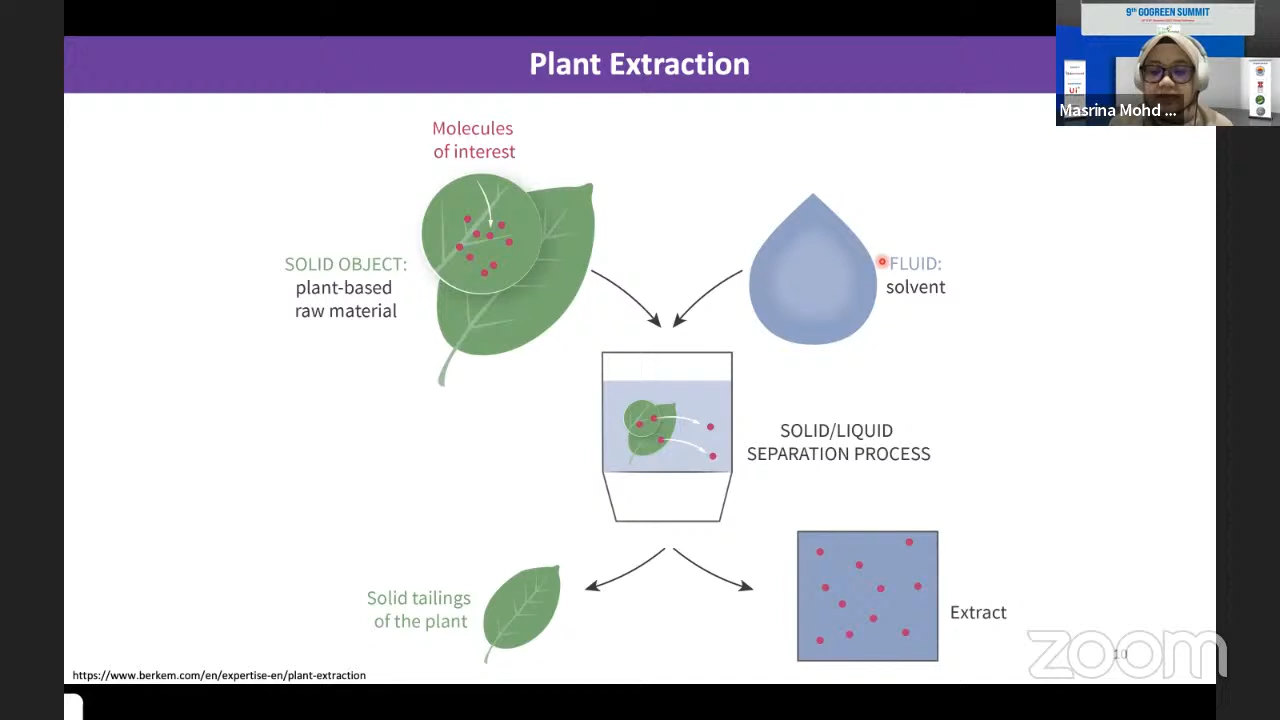 Plant Extraction
9th GOGREEN SUMMIT
Masrina Mohd ...
Molecules
of interest
SOLID OBJECT:
plant-based
raw material
FLUID:
solvent
SOLID/LIQUID
SEPARATION PROCESS
Solid tailings
of the plant
Extract
zoom
10
https://www.berkem.com/en/expertise-en/plant-extraction